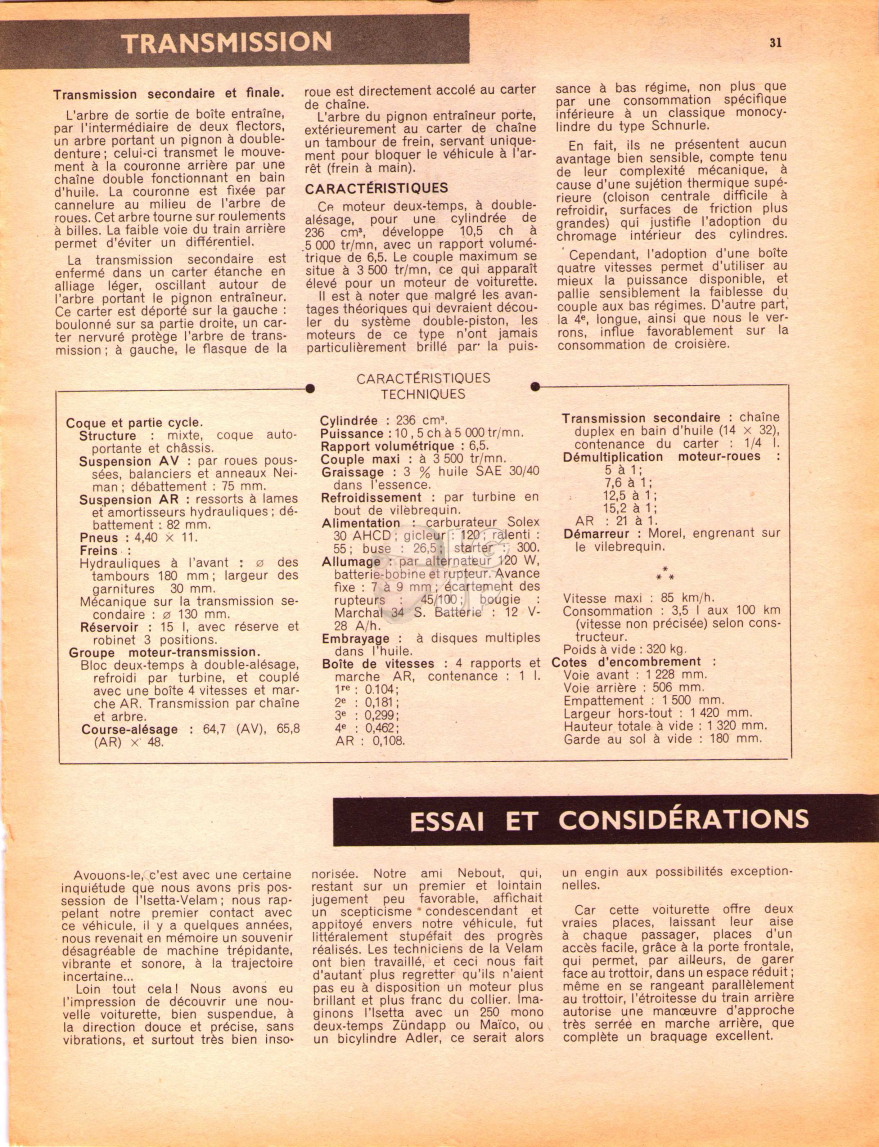 TRANSMISSION
31
Transmission secondaire et finale.
L'arbre de sortie de boîte entraîne,
par l'intermédiaire de deux flectors,
un arbre portant un pignon à double-
denture ; celui-ci transmet le mouve-
ment à la couronne arrière par une
chaîne double fonctionnant en bain
d'huile. La couronne est fixée par
cannelure au milieu de l'arbre de
roues. Cet arbre tourne sur roulements
à billes. La faible voie du train arrière
permet d'éviter un différentiel.
La transmission secondaire est
enfermé dans un carter étanche en
alliage léger, oscillant autour de
l'arbre portant le pignon entraîneur.
Ce carter est déporté sur la gauche :
boulonné sur sa partie droite, un car-
ter nervuré protège l'arbre de trans-
mission ; à gauche, le flasque de la
roue est directement accolé au carter
de chaîne.
L'arbre du pignon entraîneur porte,
extérieurement au carter de chaîne
un tambour de frein, servant unique-
ment pour bloquer le véhicule à l'ar-
rêt (frein à main).
CARACTÉRISTIQUES
Ce moteur deux-temps, à double-
alésage, pour une cylindrée de
236 cm³, développe 10,5 ch à
5 000 tr/mn, avec un rapport volumé-
trique de 6,5. Le couple maximum se
situe à 3 500 tr/mn, ce qui apparaît
élevé pour un moteur de voiturette.
Il est à noter que malgré les avan-
tages théoriques qui devraient décou-
ler du système double-piston, les
moteurs de ce type n'ont jamais
particulièrement brillé par la puis-
sance à bas régime, non plus que
par une consommation spécifique
inférieure à un classique monocy-
lindre du type Schnurle.
En fait, ils ne présentent aucun
avantage bien sensible, compte tenu
de leur complexité mécanique, à
cause d'une sujétion thermique supé-
rieure (cloison centrale difficile à
refroidir, surfaces de friction plus
grandes) qui justifie l'adoption du
chromage intérieur des cylindres.
Cependant, l'adoption d'une boîte
quatre vitesses permet d'utiliser au
mieux la puissance disponible, et
pallie sensiblement la faiblesse du
couple aux bas régimes. D'autre part,
la 4e, longue, ainsi que nous le ver-
rons, influe favorablement sur la
consommation de croisière.
CARACTÉRISTIQUES
TECHNIQUES
Coque et partie cycle.
Structure : mixte, coque auto-
portante et châssis.
Suspension AV : par roues pous-
sées, balanciers et anneaux Nei-
man ; débattement : 75 mm.
Suspension AR : ressorts à lames
et amortisseurs hydrauliques ; dé-
battement : 82 mm.
Pneus : 4,40 × 11.
Freins :
Hydrauliques à l'avant : ø des
tambours 180 mm ; largeur des
garnitures 30 mm.
Mécanique sur la transmission se-
condaire : ø 130 mm.
Réservoir : 15 l, avec réserve et
robinet 3 positions.
Groupe moteur-transmission.
Bloc deux-temps à double-alésage,
refroidi par turbine, et couplé
avec une boîte 4 vitesses et mar-
che AR. Transmission par chaîne
et arbre.
Course-alésage : 64,7 (AV), 65,8
(AR) × 48.
Cylindrée : 236 cm³.
Puissance : 10,5 ch à 5 000 tr/mn.
Rapport volumétrique : 6,5.
Couple maxi : à 3 500 tr/mn.
Graissage : 3 % huile SAE 30/40
dans l'essence.
Refroidissement : par turbine en
bout de vilebrequin.
Alimentation : carburateur Solex
30 AHCD ; gicleur 120 ralenti :
55 ; buse : 26,5 ; starter : 300.
Allumage : par alternateur 120 W,
batterie-bobine et rupteur. Avance
fixe : 7 à 9 mm ; écartement des
rupteurs : 45/100 ; bougie :
Marchal 34 S. Batterie : 12 V-
28 A/h.
Embrayage : à disques multiples
dans l'huile.
Boîte de vitesses : 4 rapports et
marche AR, contenance : 1 l.
1re : 0.104 ;
2e : 0,181 ;
3e : 0,299 ;
4e : 0,462 ;
AR : 0,108.
Transmission secondaire : chaîne
duplex en bain d'huile (14 × 32),
contenance du carter : 1/4 l.
Démultiplication moteur-roues :
5 à 1 ;
7,6 à 1 ;
12,5 à 1 ;
15,2 à 1 ;
AR : 21 à 1.
Démarreur : Morel, engrenant sur
le vilebrequin.
*
* *
Vitesse maxi : 85 km/h.
Consommation : 3,5 l aux 100 km
(vitesse non précisée) selon cons-
tructeur.
Poids à vide : 320 kg.
Cotes d'encombrement :
Voie avant : 1 228 mm.
Voie arrière : 506 mm.
Empattement : 1 500 mm.
Largeur hors-tout : 1 420 mm.
Hauteur totale à vide : 1 320 mm.
Garde au sol à vide : 180 mm.
ESSAI ET CONSIDÉRATIONS
Avouons-le, c'est avec une certaine
inquiétude que nous avons pris pos-
session de l'Isetta-Velam ; nous rap-
pelant notre premier contact avec
ce véhicule, il y a quelques années,
nous revenait en mémoire un souvenir
désagréable de machine trépidante,
vibrante et sonore, à la trajectoire
incertaine...
Loin tout cela ! Nous avons eu
l'impression de découvrir une nou-
velle voiturette, bien suspendue, à
la direction douce et précise, sans
vibrations, et surtout très bien inso-
norisée. Notre ami Nebout, qui,
restant sur un premier et lointain
jugement peu favorable, affichait
un scepticisme condescendant et
appitoyé envers notre véhicule, fut
littéralement stupéfait des progrès
réalisés. Les techniciens de la Velam
ont bien travaillé, et ceci nous fait
d'autant plus regretter qu'ils n'aient
pas eu à disposition un moteur plus
brillant et plus franc du collier. Ima-
ginons l'Isetta avec un 250 mono
deux-temps Zündapp ou Maïco, ou
un bicylindre Adler, ce serait alors
un engin aux possibilités exception-
nelles.
Car cette voiturette offre deux
vraies places, laissant leur aise
à chaque passager, places d'un
accès facile, grâce à la porte frontale,
qui permet, par ailleurs, de garer
face au trottoir, dans un espace réduit ;
même en se rangeant parallèlement
au trottoir, l'étroitesse du train arrière
autorise une manœuvre d'approche
très serrée en marche arrière, que
complète un braquage excellent.